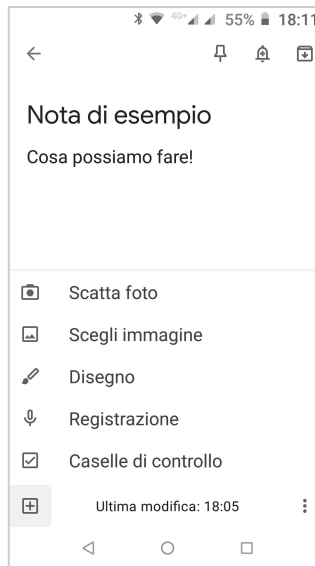 4G+ 55% 18:11
Nota di esempio
Cosa possiamo fare!
Scatta foto
Scegli immagine
Disegno
Registrazione
Caselle di controllo
Ultima modifica: 18:05